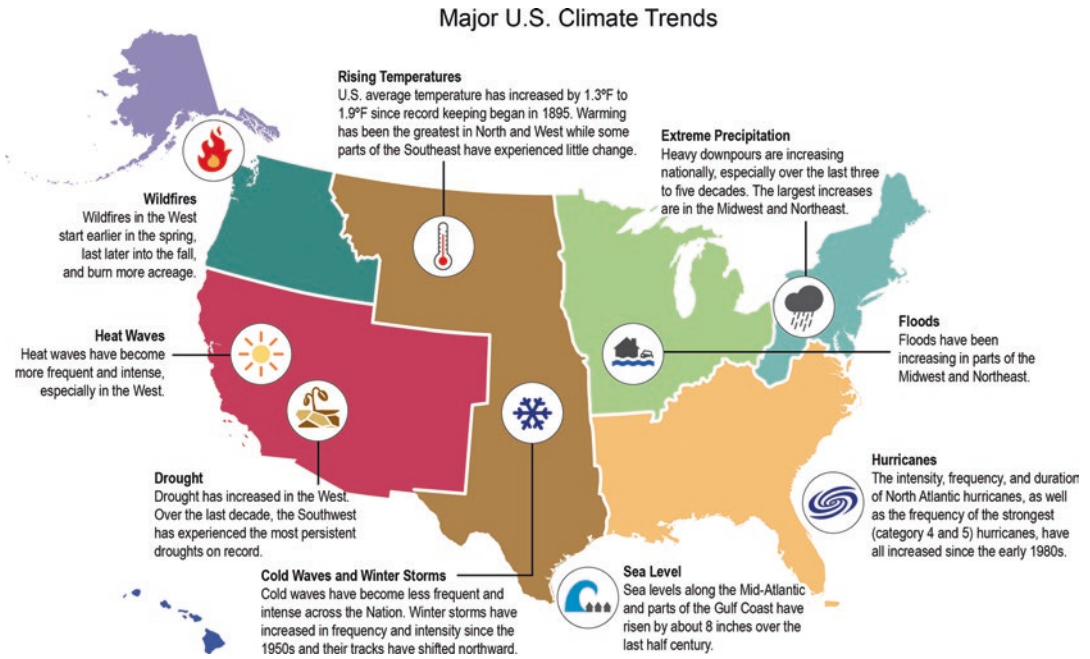 Major U.S. Climate Trends
Rising Temperatures
U.S. average temperature has increased by 1.3ºF to
1.9ºF since record keeping began in 1895. Warming
has been the greatest in North and West while some
parts of the Southeast have experienced little change.
Extreme Precipitation
Heavy downpours are increasing
nationally, especially over the last three
to five decades. The largest increases
are in the Midwest and Northeast.
Wildfires
Wildfires in the West
start earlier in the spring,
last later into the fall,
and burn more acreage.
Heat Waves
Heat waves have become
more frequent and intense,
especially in the West.
Floods
Floods have been
increasing in parts of the
Midwest and Northeast.
Drought
Drought has increased in the West.
Over the last decade, the Southwest
has experienced the most persistent
droughts on record.
Hurricanes
The intensity, frequency, and duration
of North Atlantic hurricanes, as well
as the frequency of the strongest
(category 4 and 5) hurricanes, have
all increased since the early 1980s.
Cold Waves and Winter Storms
Cold waves have become less frequent and
intense across the Nation. Winter storms have
increased in frequency and intensity since the
1950s and their tracks have shifted northward.
Sea Level
Sea levels along the Mid-Atlantic
and parts of the Gulf Coast have
risen by about 8 inches over the
last half century.